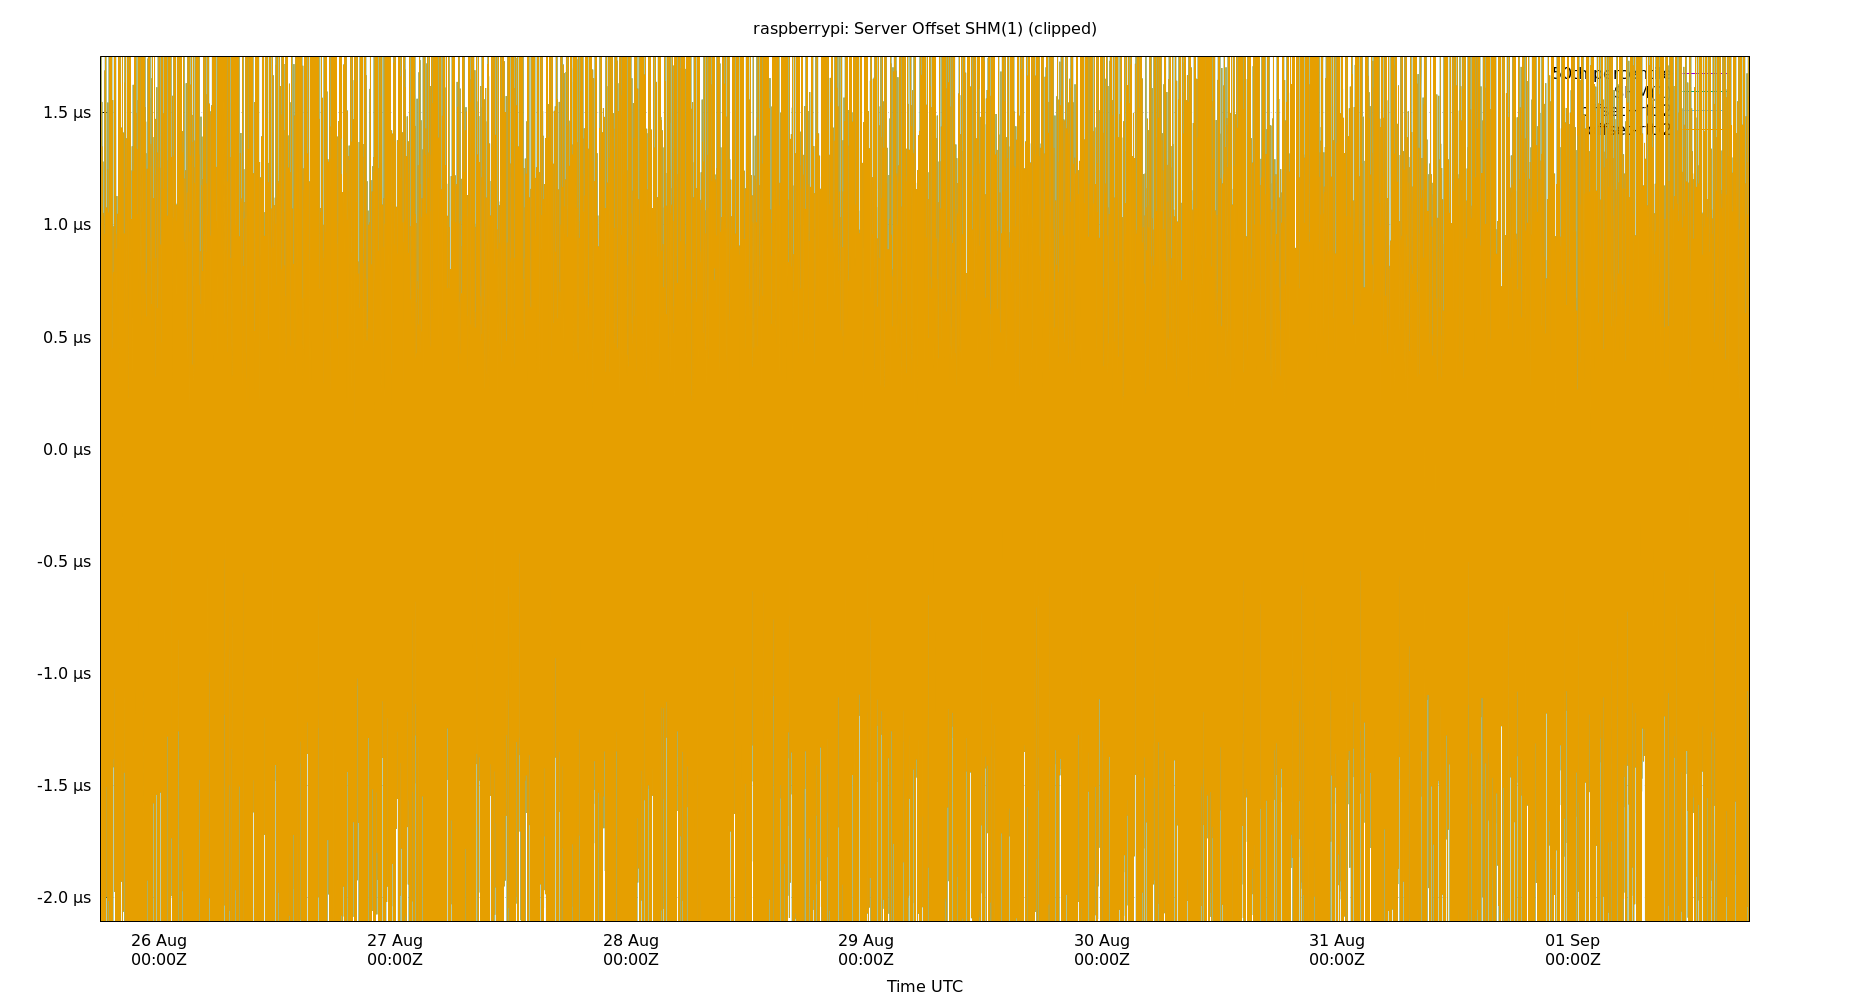 raspberrypi: Server Offset SHM(1) (clipped)
1.5 µs
1.0 µs
0.5 µs
0.0 µs
-0.5 µs
-1.0 µs
-1.5 µs
-2.0 µs
26 Aug
00:00Z
27 Aug
00:00Z
28 Aug
00:00Z
29 Aug
00:00Z
30 Aug
00:00Z
31 Aug
00:00Z
01 Sep
00:00Z
Time UTC